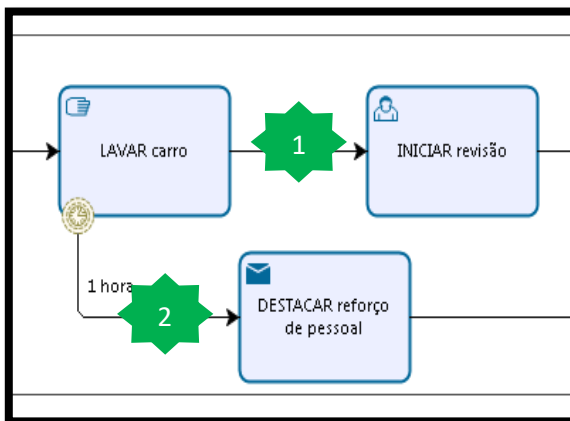 LAVAR carro
1
INICIAR revisão
1 hora
2
DESTACAR reforço
de pessoal